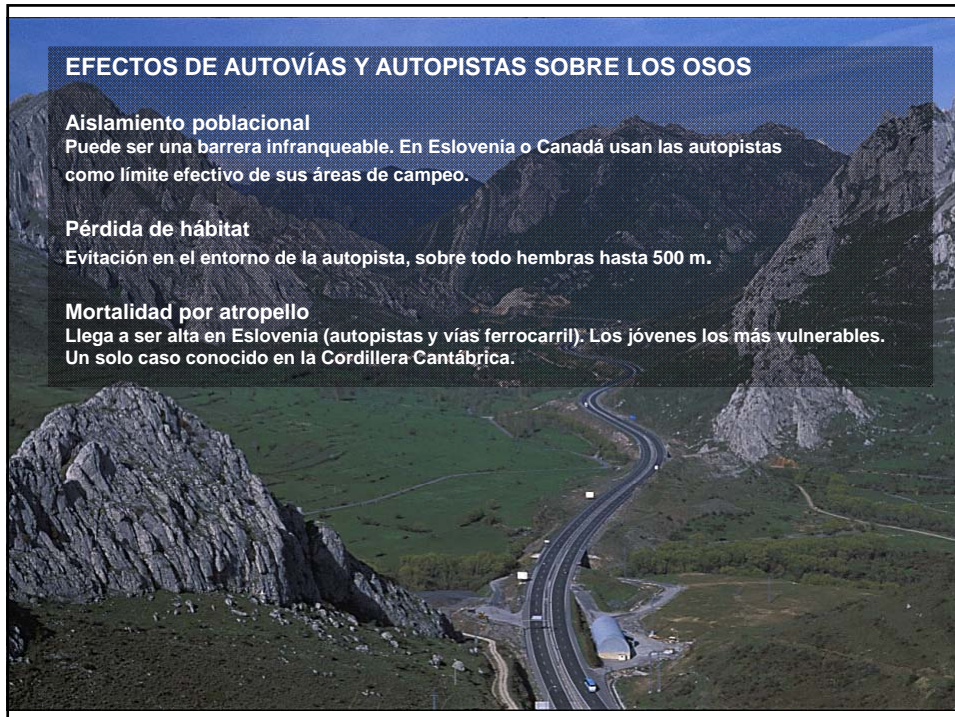 EFECTOS DE AUTOVÍAS Y AUTOPISTAS SOBRE LOS OSOS
Aislamiento poblacional
Puede ser una barrera infranqueable. En Eslovenia o Canadá usan las autopistas
como límite efectivo de sus áreas de campeo.
Pérdida de hábitat
Evitación en el entorno de la autopista, sobre todo hembras hasta 500 m.
Mortalidad por atropello
Llega a ser alta en Eslovenia (autopistas y vías ferrocarril). Los jóvenes los más vulnerables.
Un solo caso conocido en la Cordillera Cantábrica.